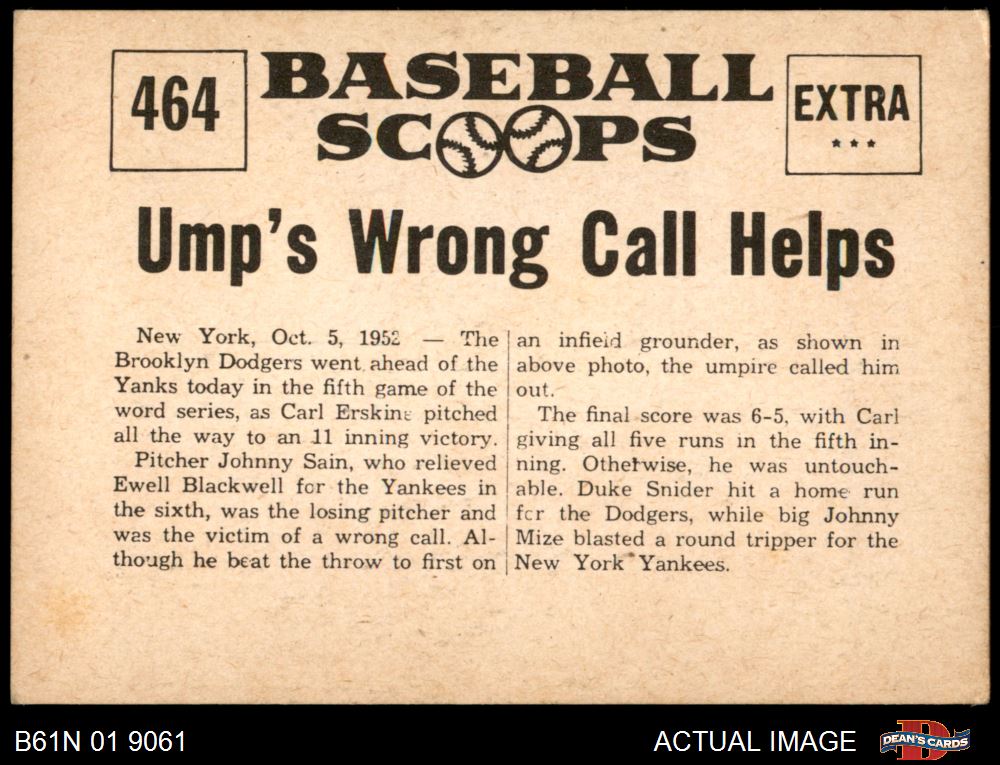 464
BASEBALL
SCOOPS
EXTRA
Ump's Wrong Call Helps
New York, Oct. 5, 1952 — The
Brooklyn Dodgers went ahead of the
Yanks today in the fifth game of the
word series, as Carl Erskine pitched
all the way to an 11 inning victory.
Pitcher Johnny Sain, who relieved
Ewell Blackwell for the Yankees in
the sixth, was the losing pitcher and
was the victim of a wrong call. Al-
though he beat the throw to first on
an infield grounder, as shown in
above photo, the umpire called him
out.
The final score was 6-5, with Carl
giving all five runs in the fifth in-
ning. Otherwise, he was untouch-
able. Duke Snider hit a home run
for the Dodgers, while big Johnny
Mize blasted a round tripper for the
New York Yankees.
B61N 01 9061
ACTUAL IMAGE
DEAN'S CARDS